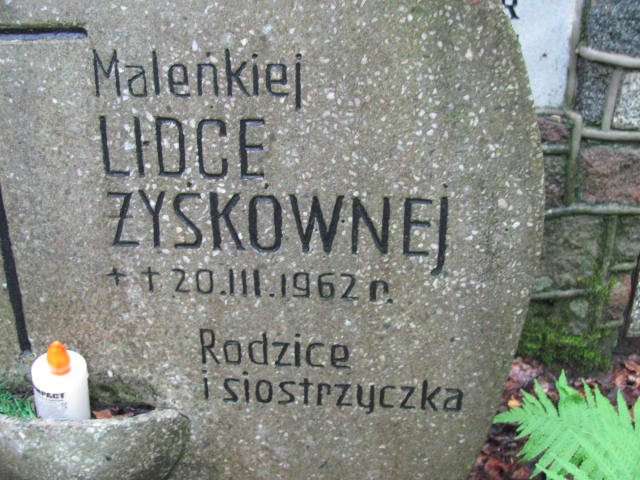 Maleńkiej
LIDCE
ZYSKÓWNEJ
+ + 20.III.1962 r.
Rodzice
i siostrzyczka